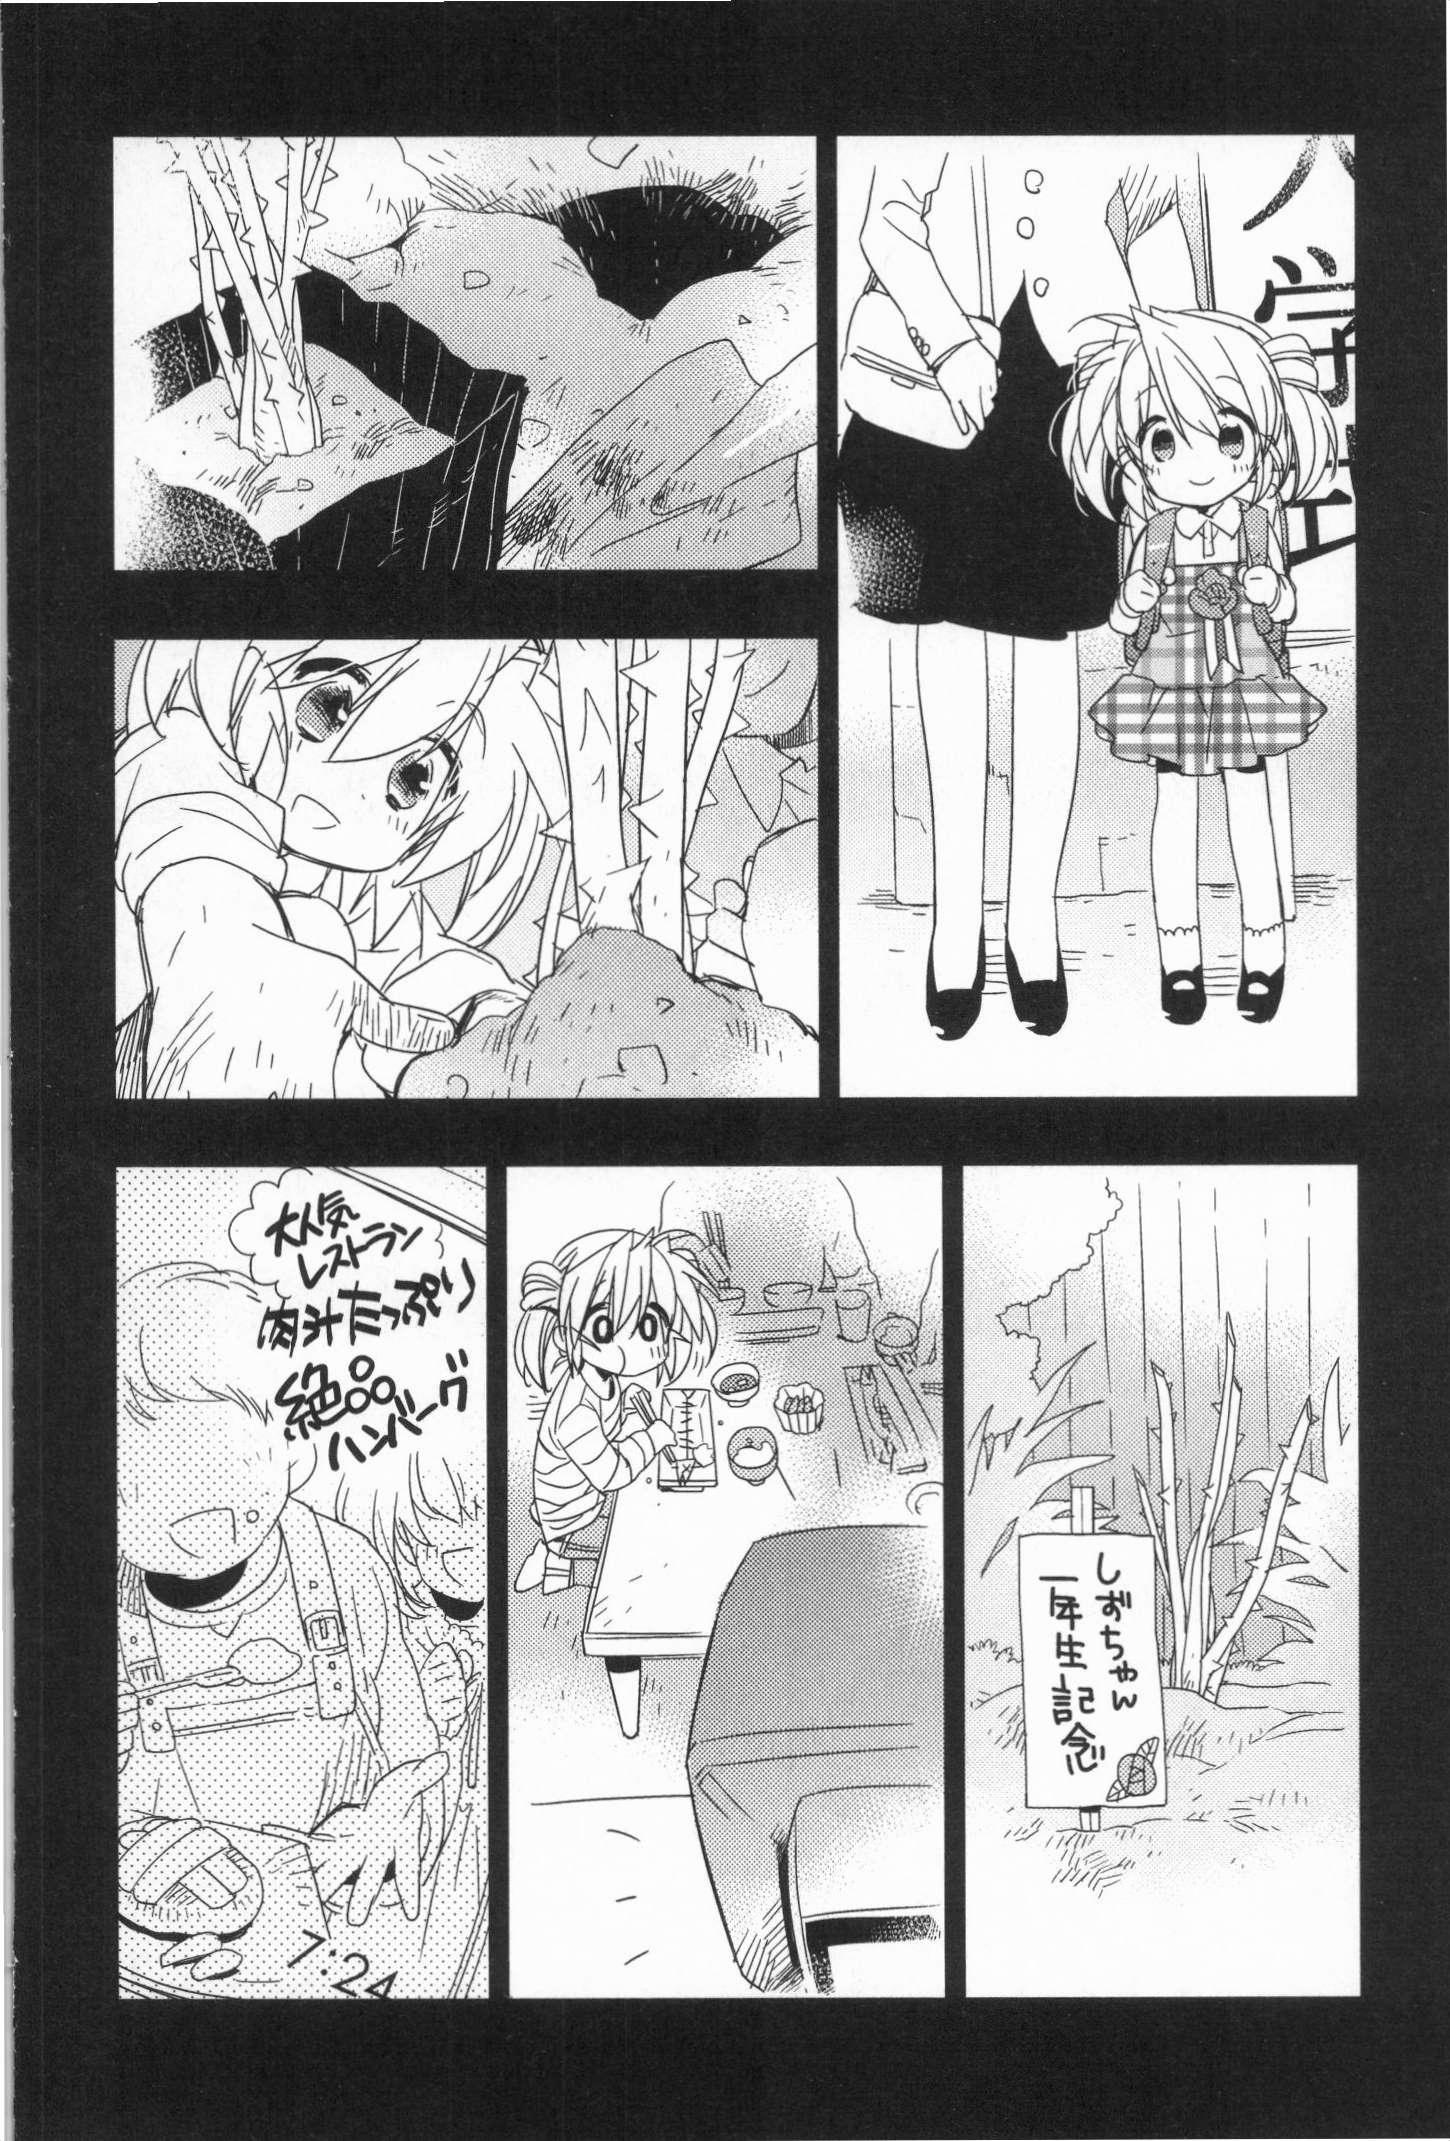 入学
しずちゃん
一年生記念
大人気
レストラン
肉汁たっぷり
絶品
ハンバーグ
7:24